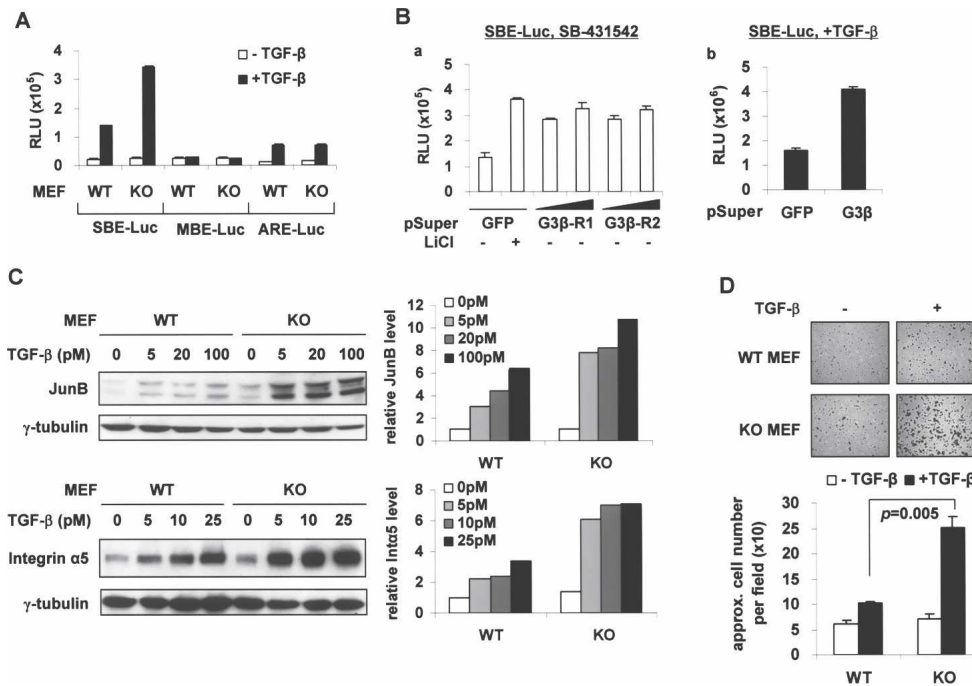 A
- TGF-β
+TGF-β
RLU (x10⁵)
4
3
2
1
0
MEF WT KO WT KO WT KO
SBE-Luc MBE-Luc ARE-Luc
B
SBE-Luc, SB-431542
a
RLU (x10⁵)
5
4
3
2
1
0
pSuper GFP G3β-R1 G3β-R2
LiCl - + - - - -
SBE-Luc, +TGF-β
b
RLU (x10⁶)
5
4
3
2
1
0
pSuper GFP G3β
C
MEF WT KO
TGF-β (pM) 0 5 20 100 0 5 20 100
JunB
γ-tubulin
relative JunB level
12
10
8
6
4
2
0
0pM
5pM
20pM
100pM
WT KO
MEF WT KO
TGF-β (pM) 0 5 10 25 0 5 10 25
Integrin α5
γ-tubulin
relative Intα5 level
8
6
4
2
0
0pM
5pM
10pM
25pM
WT KO
D
TGF-β - +
WT MEF
KO MEF
- TGF-β +TGF-β
p=0.005
approx. cell number
per field (x10)
30
25
20
15
10
5
0
WT KO